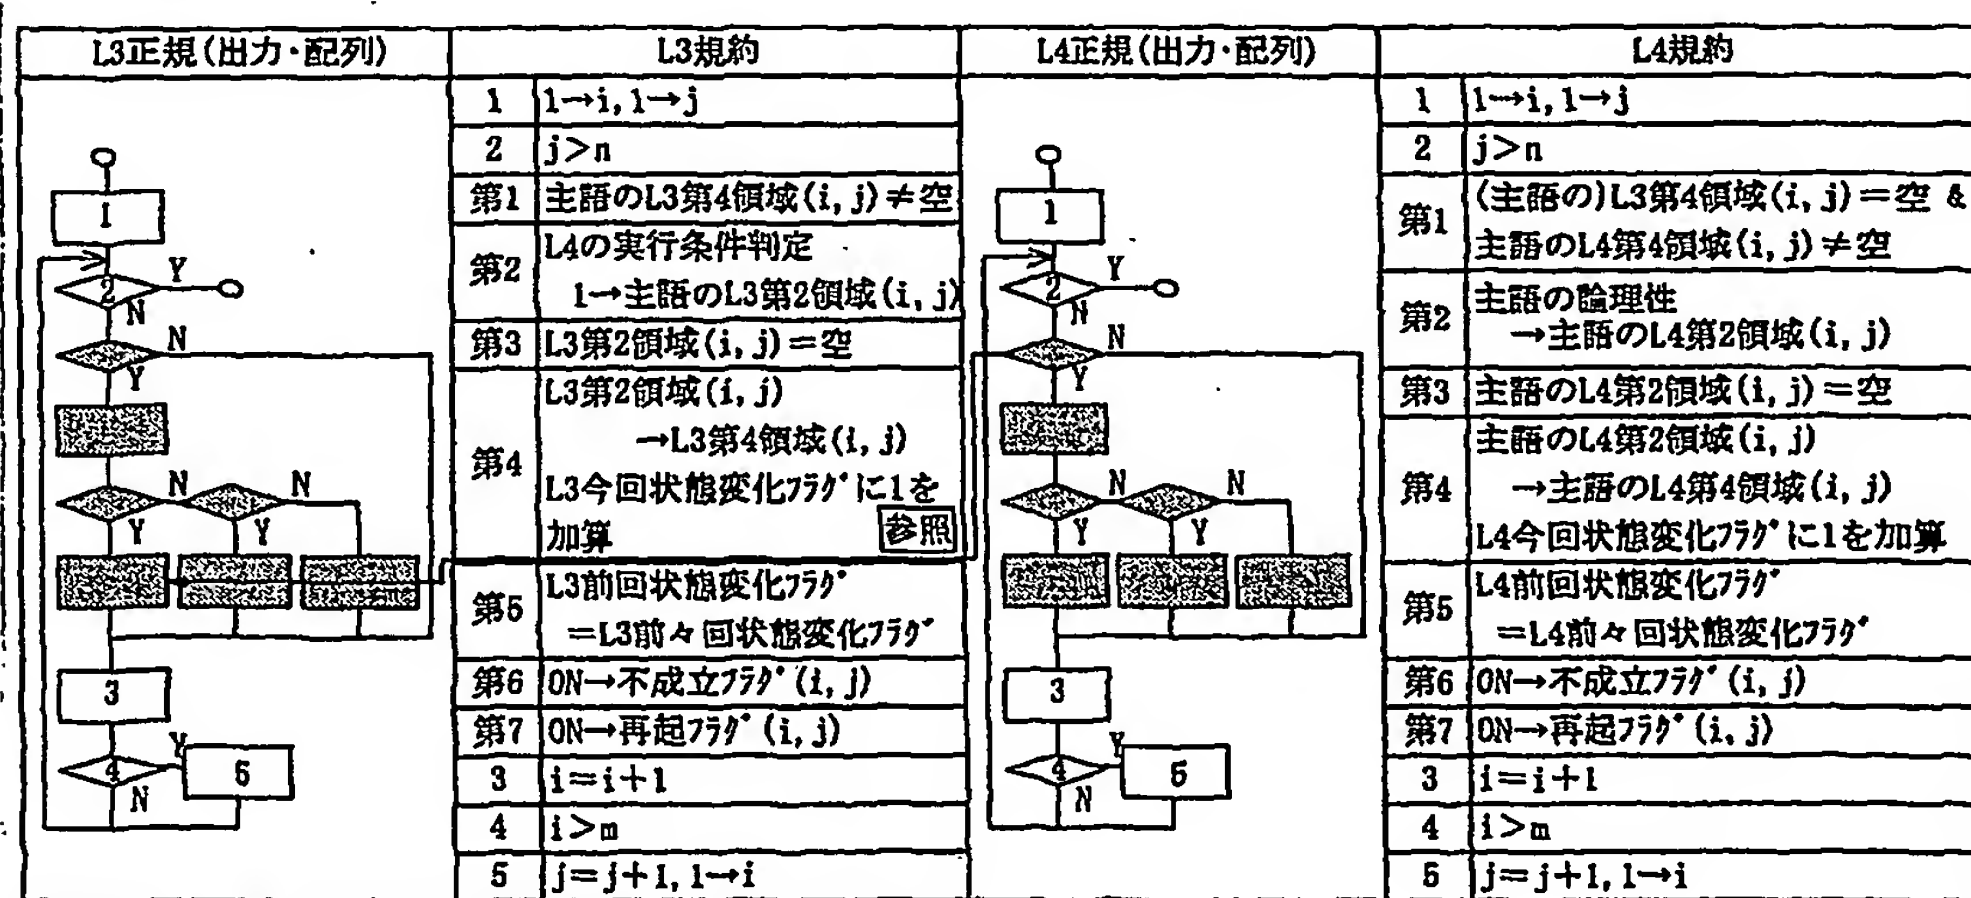 L3正規(出力・配列)
L3規約
L4正規(出力・配列)
L4規約
1
2
Y
N
N
Y
N
N
Y
Y
3
4
Y
N
5
1 1→i,1→j
2 j>n
第1 主語のL3第4領域(i,j)≠空
第2 L4の実行条件判定
1→主語のL3第2領域(i,j)
第3 L3第2領域(i,j)=空
第4 L3第2領域(i,j)
→L3第4領域(i,j)
L3今回状態変化フラグに1を
加算 参照
第5 L3前回状態変化フラグ
=L3前々回状態変化フラグ
第6 ON→不成立フラグ(i,j)
第7 ON→再起フラグ(i,j)
3 i=i+1
4 i>m
5 j=j+1,1→i
1
2
Y
N
N
Y
N
N
Y
Y
3
4
Y
N
5
1 1→i,1→j
2 j>n
第1 (主語の)L3第4領域(i,j)=空 &
主語のL4第4領域(i,j)≠空
第2 主語の論理性
→主語のL4第2領域(i,j)
第3 主語のL4第2領域(i,j)=空
第4 主語のL4第2領域(i,j)
→主語のL4第4領域(i,j)
L4今回状態変化フラグに1を加算
第5 L4前回状態変化フラグ
=L4前々回状態変化フラグ
第6 ON→不成立フラグ(i,j)
第7 ON→再起フラグ(i,j)
3 i=i+1
4 i>m
5 j=j+1,1→i